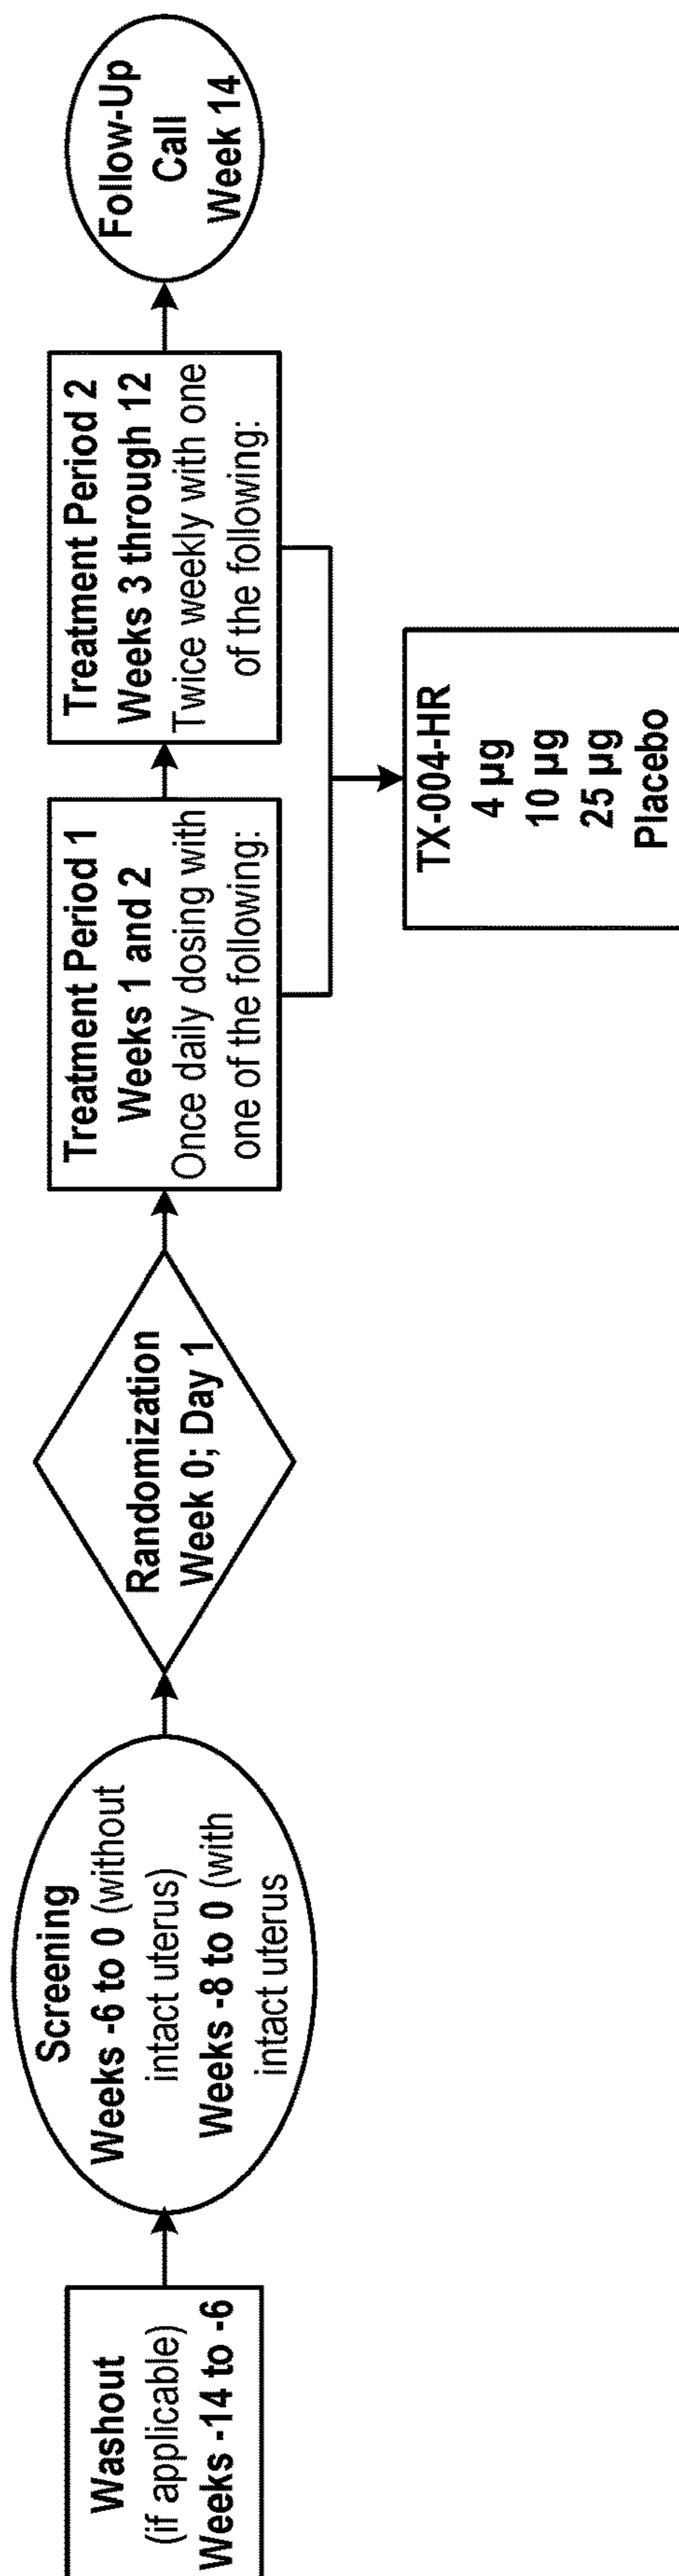 Washout
(if applicable)
Weeks -14 to -6
Screening
Weeks -6 to 0 (without
intact uterus)
Weeks -8 to 0 (with
intact uterus
Randomization
Week 0; Day 1
Treatment Period 1
Weeks 1 and 2
Once daily dosing with
one of the following:
Treatment Period 2
Weeks 3 through 12
Twice weekly with one
of the following:
Follow-Up
Call
Week 14
TX-004-HR
4 µg
10 µg
25 µg
Placebo